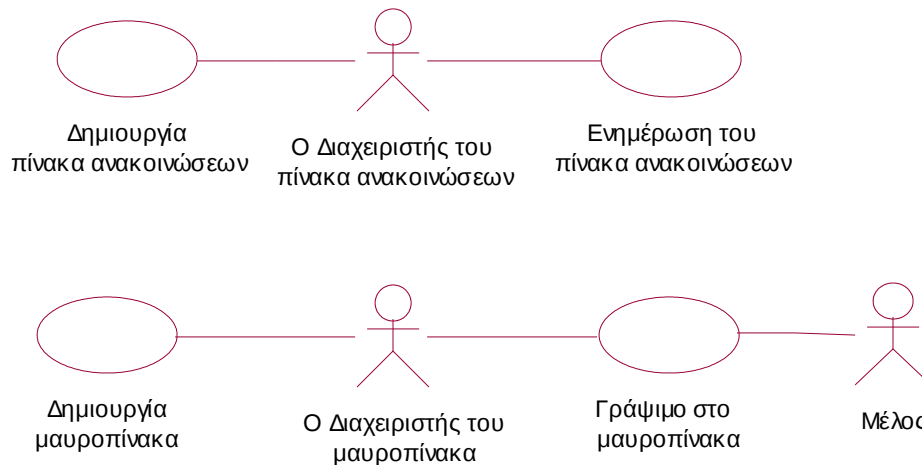 Δημιουργία
πίνακα ανακοινώσεων
Ο Διαχειριστής του
πίνακα ανακοινώσεων
Ενημέρωση του
πίνακα ανακοινώσεων
Δημιουργία
μαυροπίνακα
Ο Διαχειριστής του
μαυροπίνακα
Γράψιμο στο
μαυροπίνακα
Μέλος